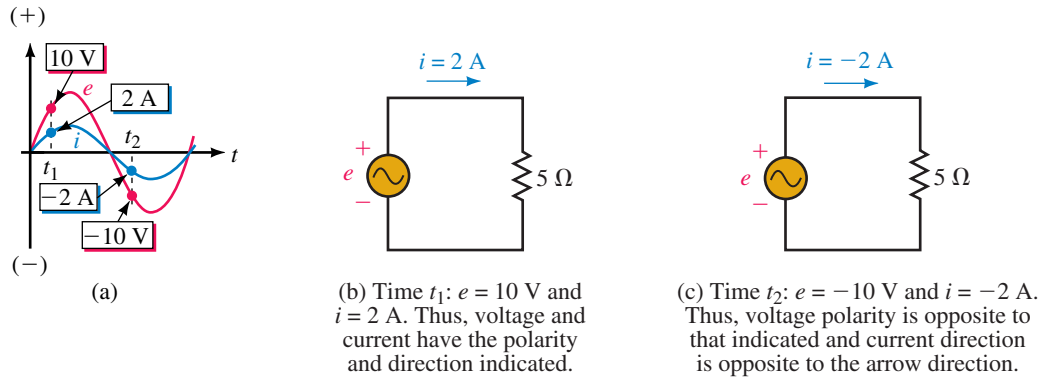 (+)
10 V
e
2 A
i
t₂
t₁
t
−2 A
−10 V
(−)
(a)
i = 2 A
+
e
−
5 Ω
(b) Time t₁: e = 10 V and
i = 2 A. Thus, voltage and
current have the polarity
and direction indicated.
i = −2 A
+
e
−
5 Ω
(c) Time t₂: e = −10 V and i = −2 A.
Thus, voltage polarity is opposite to
that indicated and current direction
is opposite to the arrow direction.